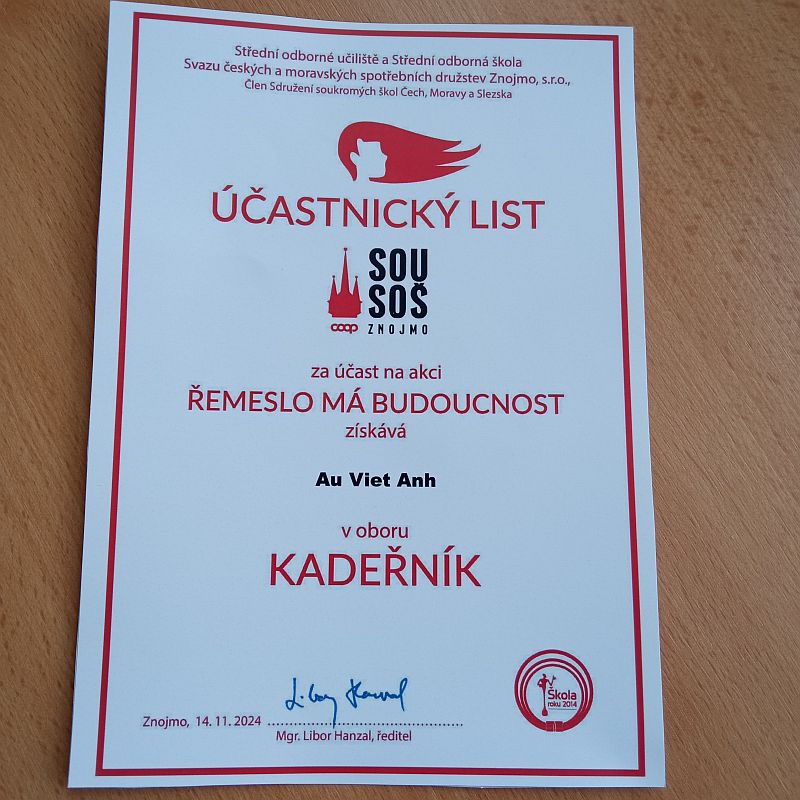 Střední odborné učiliště a Střední odborná škola
Svazu českých a moravských spotřebních družstev Znojmo, s.r.o.,
Člen Sdružení soukromých škol Čech, Moravy a Slezska
ÚČASTNICKÝ LIST
SOU
SOŠ
coop ZNOJMO
za účast na akci
ŘEMESLO MÁ BUDOUCNOST
získává
Au Viet Anh
v oboru
KADEŘNÍK
Libor Hanzal
Znojmo, 14. 11. 2024
Mgr. Libor Hanzal, ředitel
Škola
roku 2014